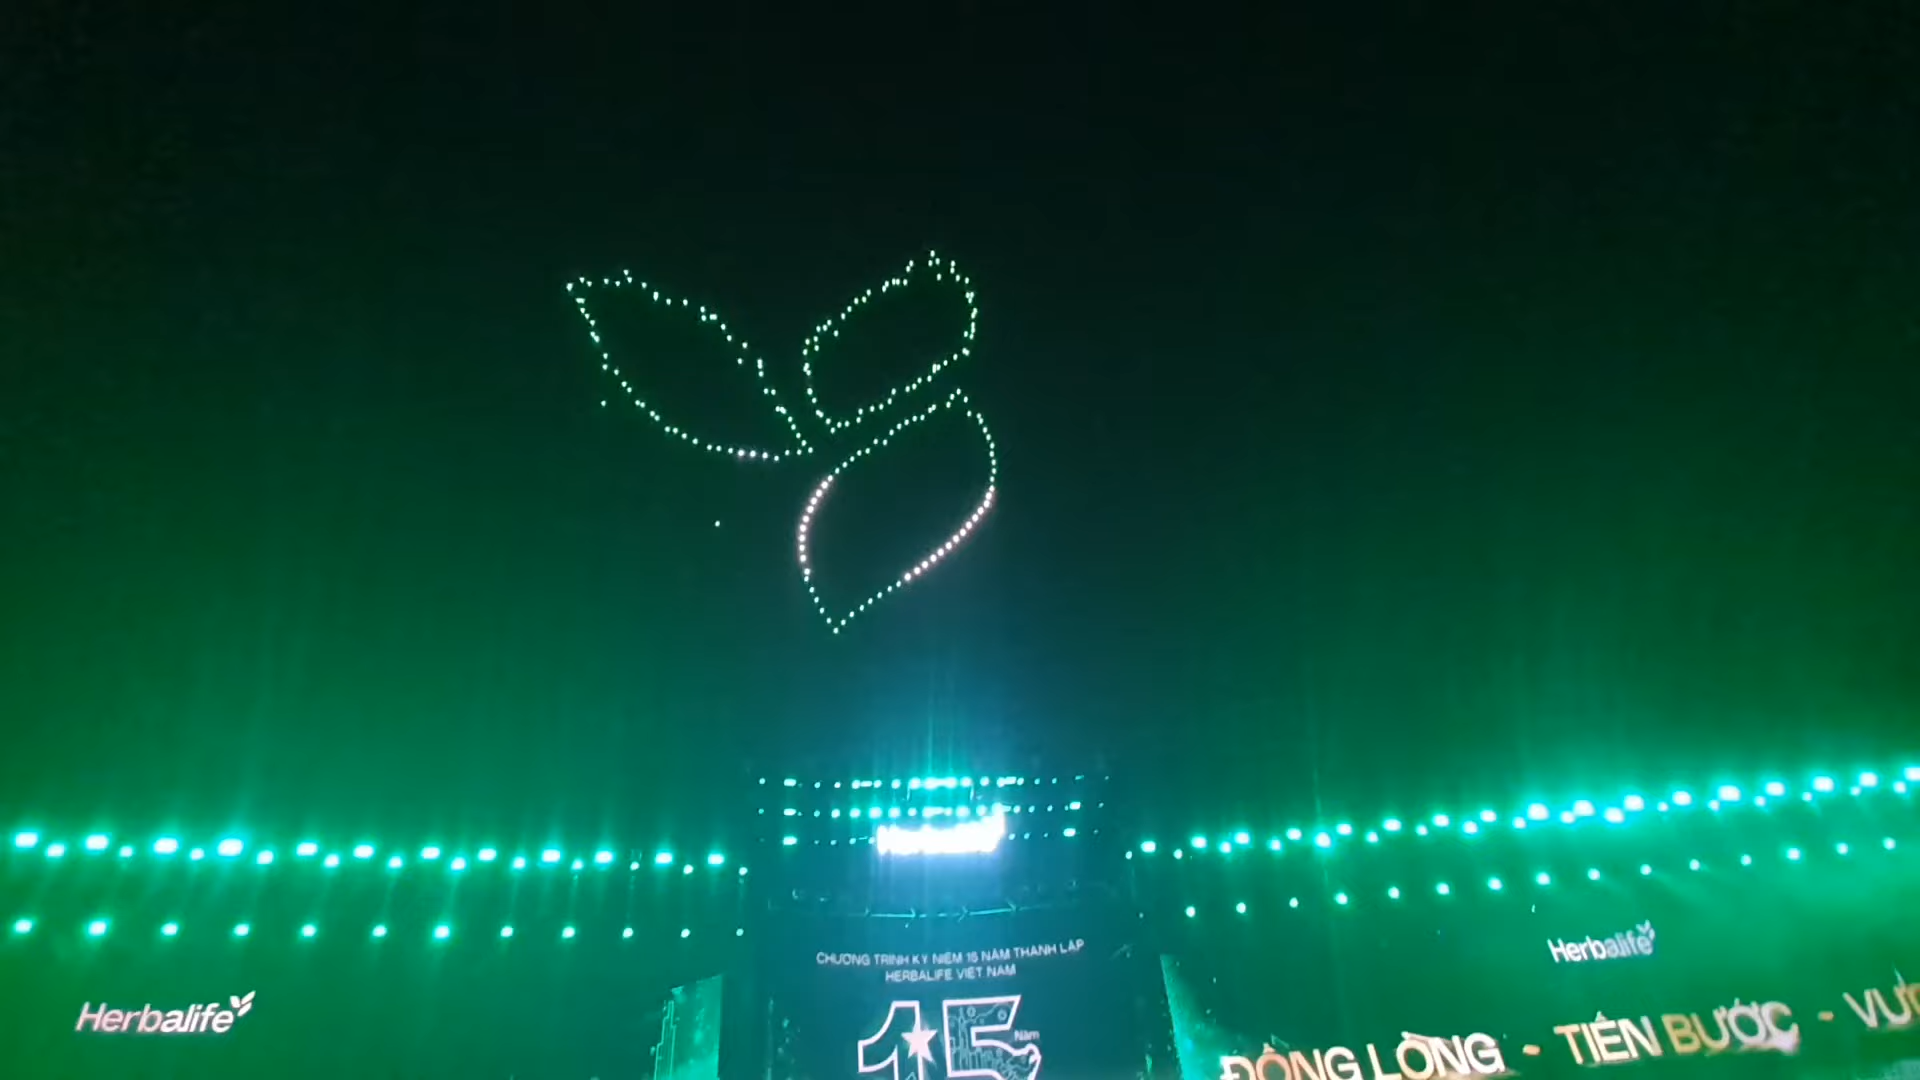 CHƯƠNG TRÌNH KỶ NIỆM 15 NĂM THÀNH LẬP
HERBALIFE VIỆT NAM
15
Năm
Herbalife
Herbalife
ĐỒNG LÒNG - TIẾN BƯỚC -